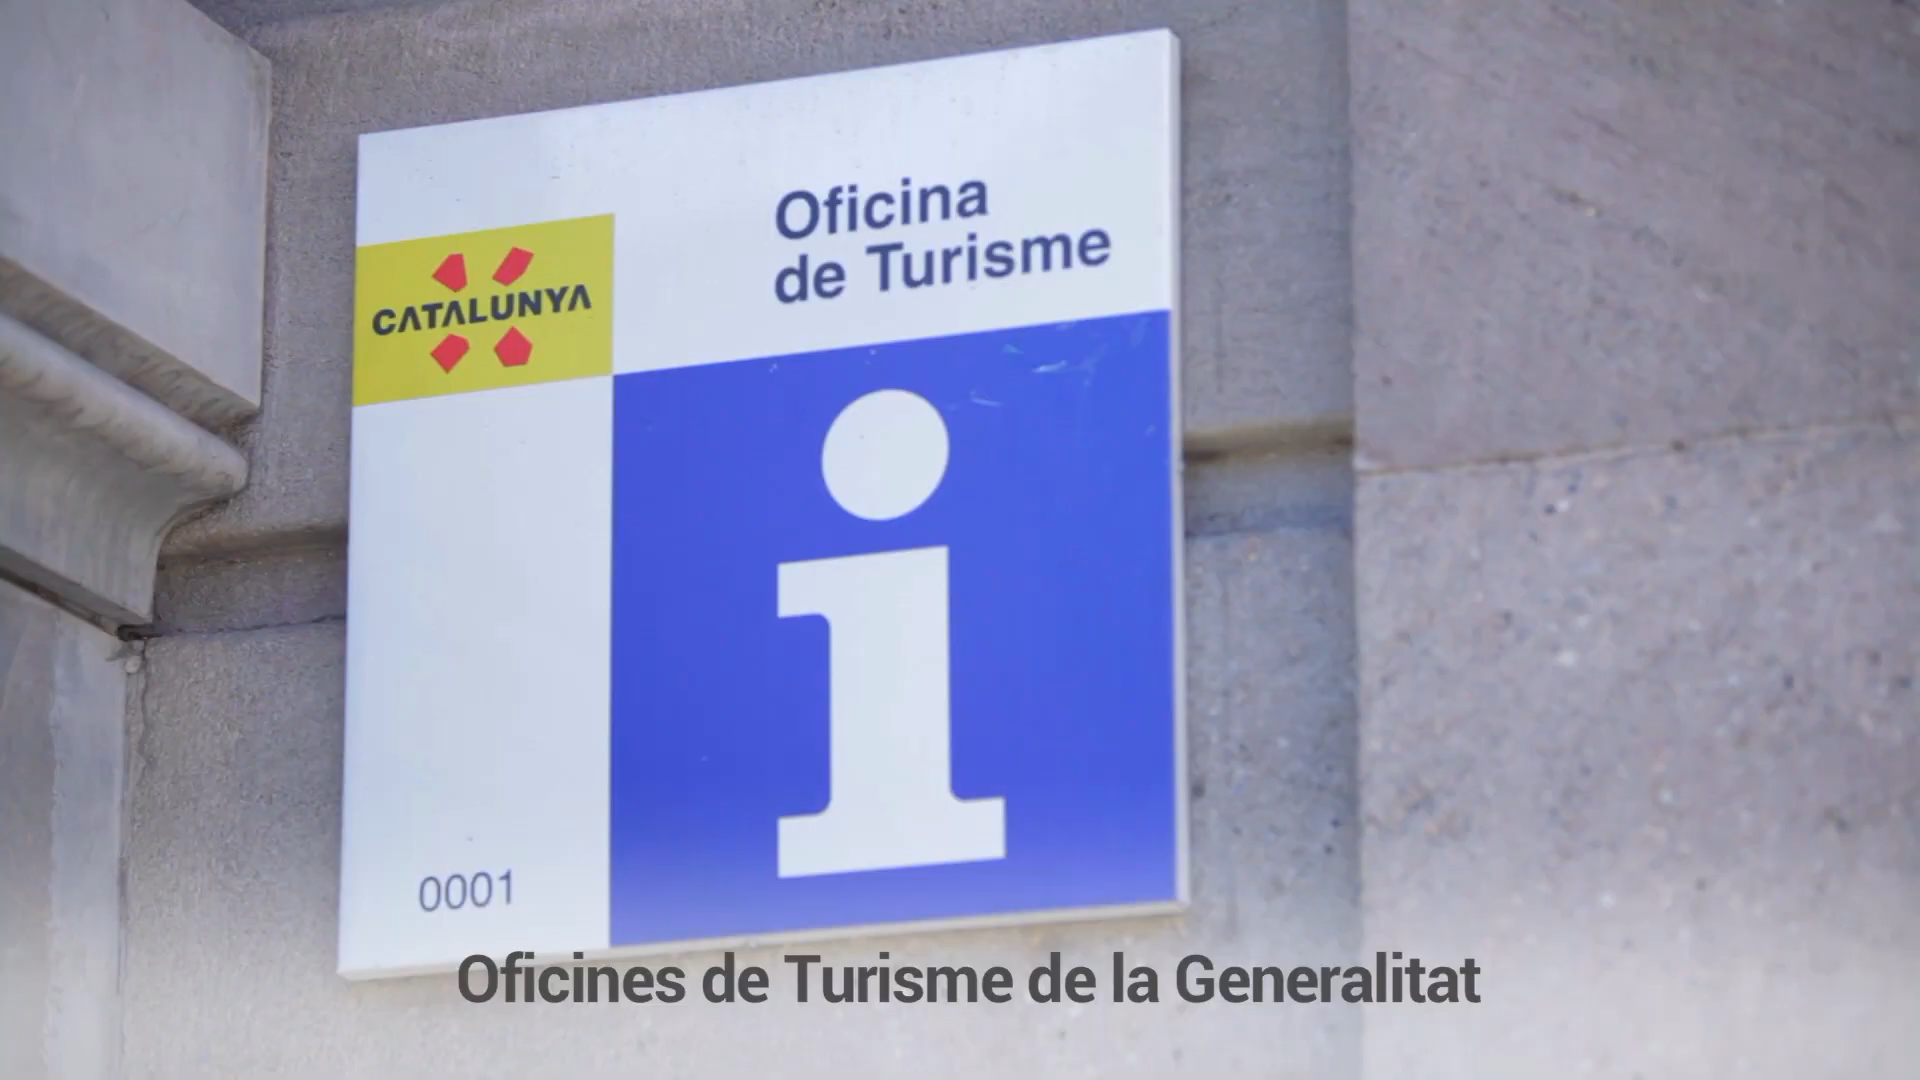 Oficina
de Turisme
CATALUNYA
i
0001
Oficines de Turisme de la Generalitat